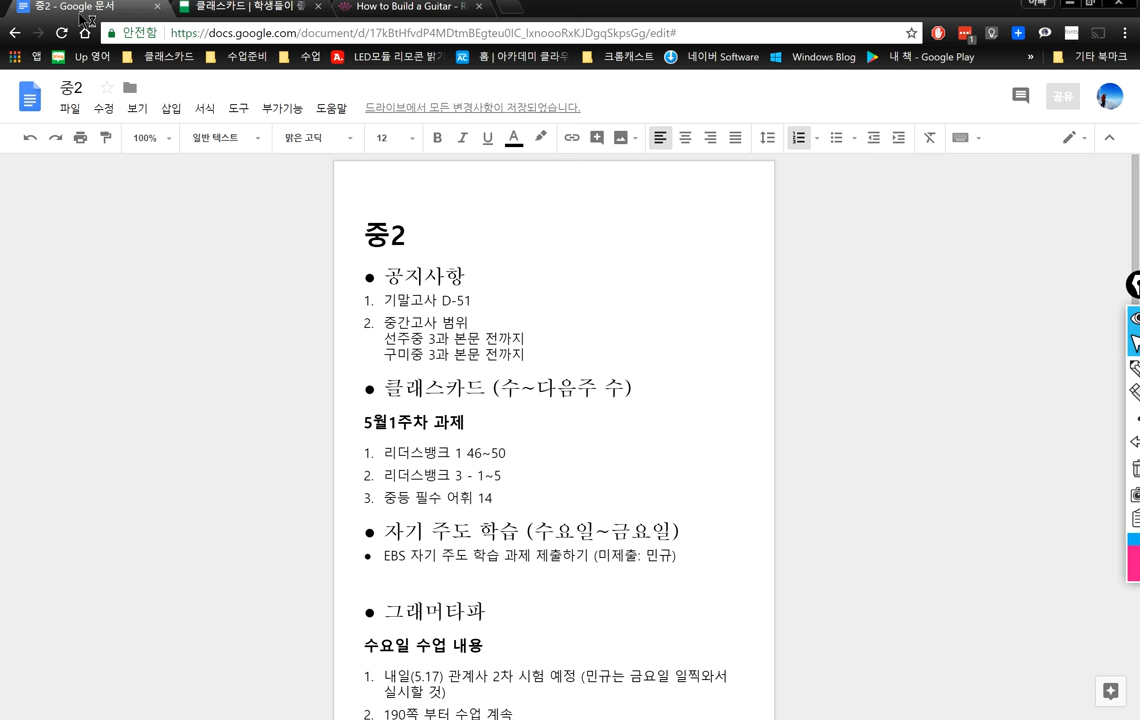 중2 - Google 문서
클래스카드 | 학생들이 즐
How to Build a Guitar - R
안전함
https://docs.google.com/document/d/17kBtHfvdP4MDtmBEgteu0IC_lxnoooRxKJDgqSkpsGg/edit#
앱
Up 영어
클래스카드
수업준비
수업
LED모듈 리모콘 밝기
홈 | 아카데미 클라우
크롬캐스트
네이버 Software
Windows Blog
내 책 - Google Play
»
기타 북마크
중2
파일 수정 보기 삽입 서식 도구 부가기능 도움말 드라이브에서 모든 변경사항이 저장되었습니다.
공유
100% 일반 텍스트 맑은 고딕 12 B I U A
중2
● 공지사항
1. 기말고사 D-51
2. 중간고사 범위
선주중 3과 본문 전까지
구미중 3과 본문 전까지
● 클래스카드 (수~다음주 수)
5월1주차 과제
1. 리더스뱅크 1 46~50
2. 리더스뱅크 3 - 1~5
3. 중등 필수 어휘 14
● 자기 주도 학습 (수요일~금요일)
● EBS 자기 주도 학습 과제 제출하기 (미제출: 민규)
● 그래머타파
수요일 수업 내용
1. 내일(5.17) 관계사 2차 시험 예정 (민규는 금요일 일찍와서
실시할 것)
2. 190쪽 부터 수업 계속